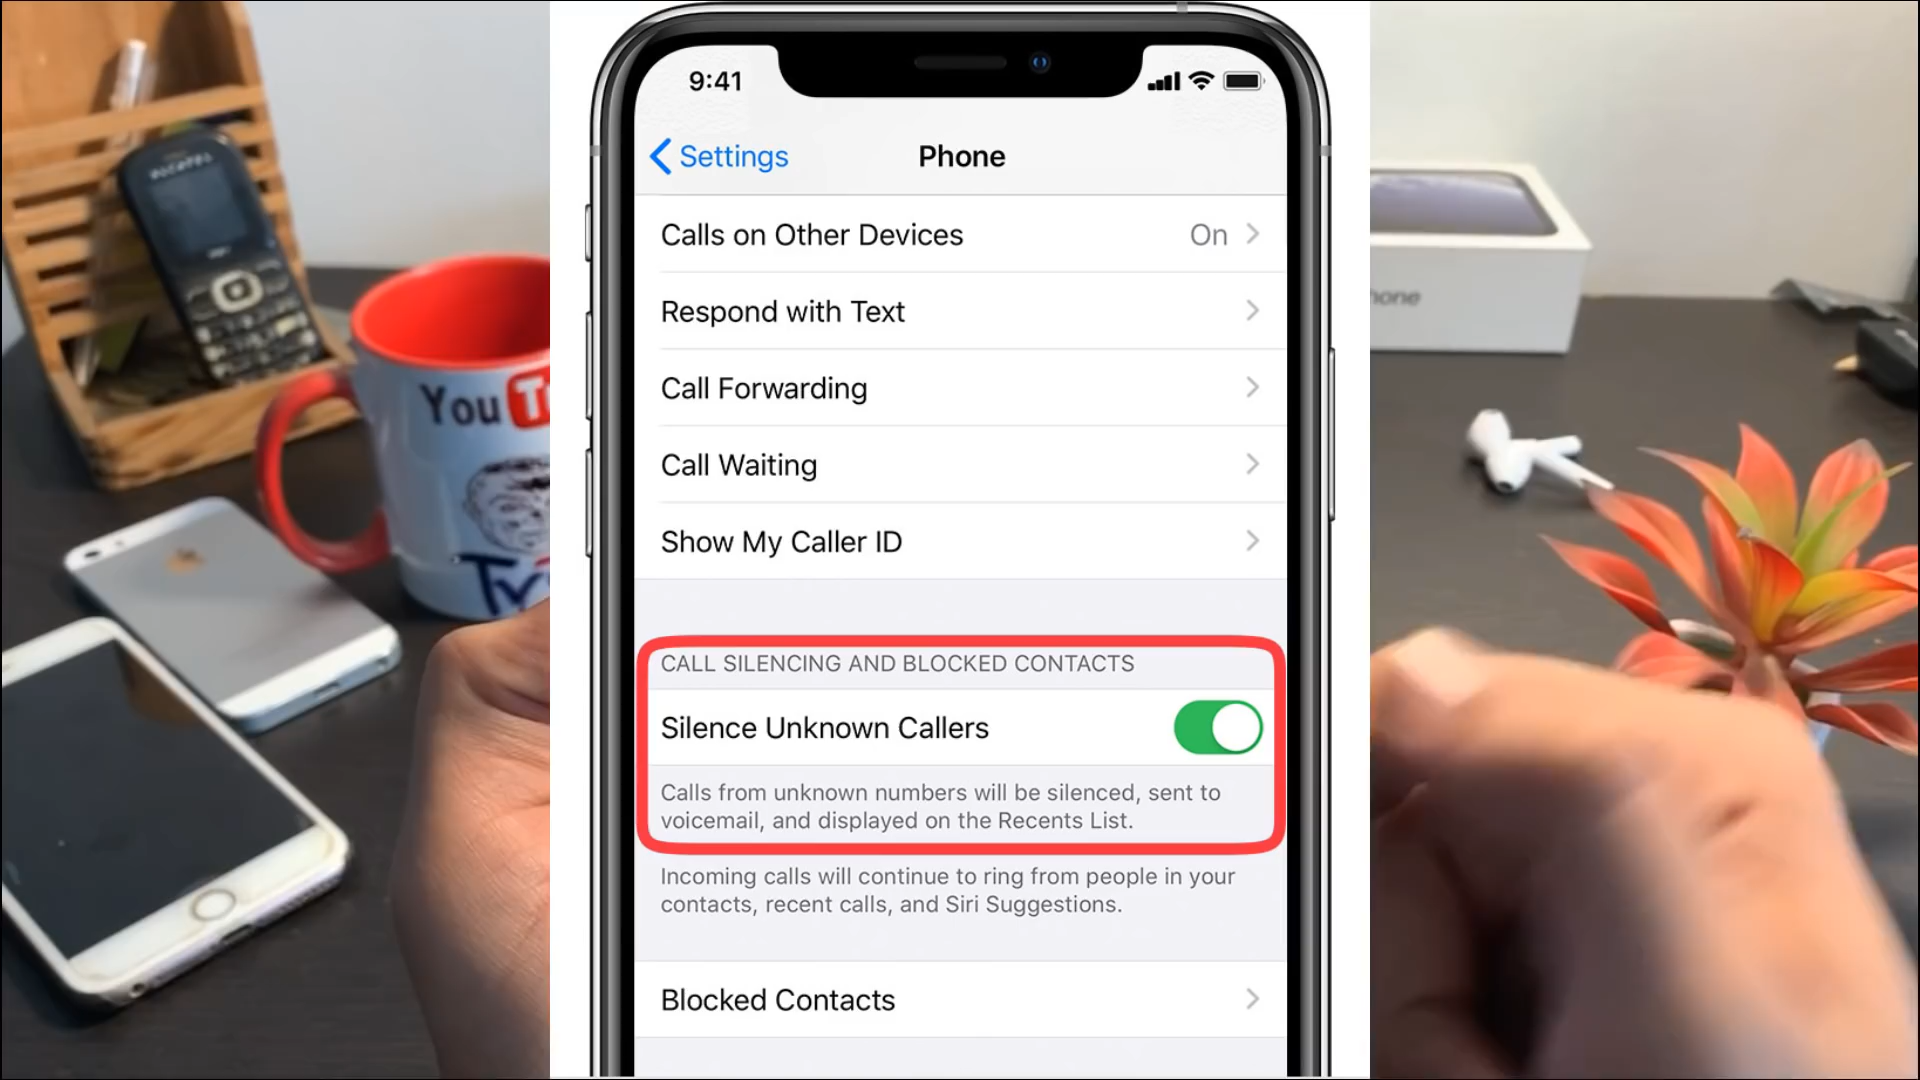 9:41
Settings
Phone
Calls on Other Devices
On
Respond with Text
Call Forwarding
Call Waiting
Show My Caller ID
CALL SILENCING AND BLOCKED CONTACTS
Silence Unknown Callers
Calls from unknown numbers will be silenced, sent to
voicemail, and displayed on the Recents List.
Incoming calls will continue to ring from people in your
contacts, recent calls, and Siri Suggestions.
Blocked Contacts
You
hone